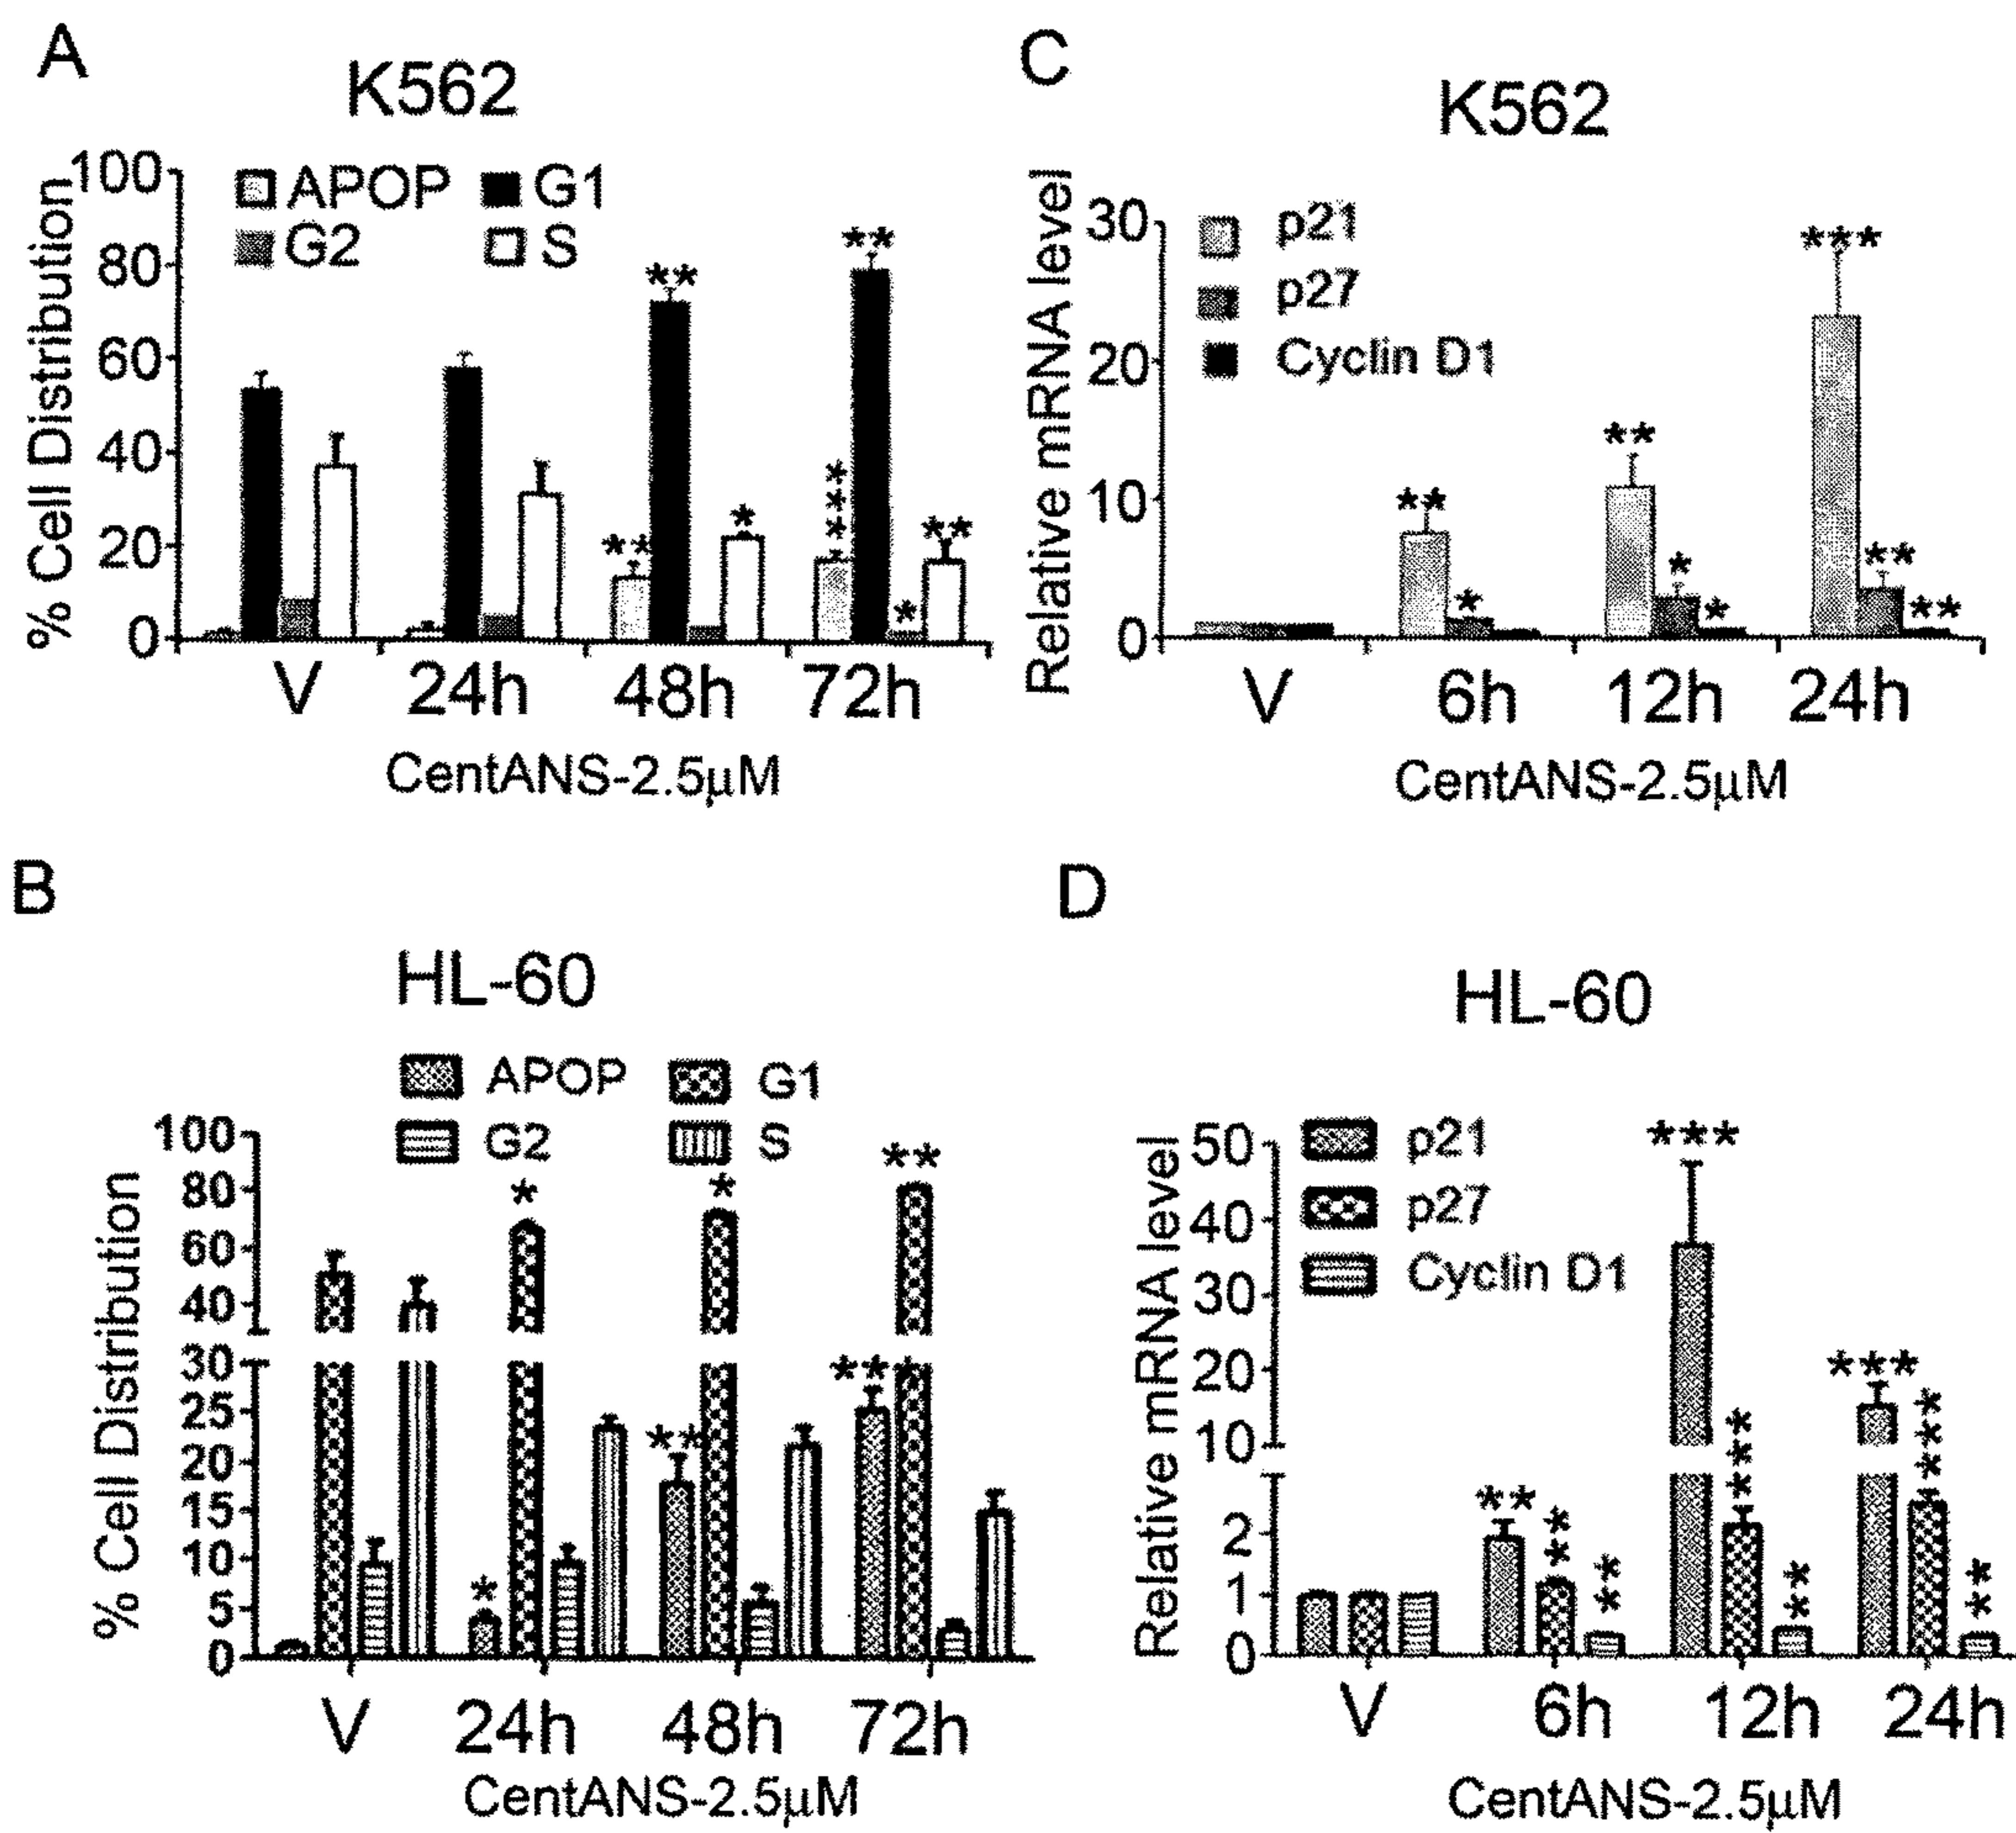 A
K562
% Cell Distribution
100
80
60
40
20
0
APOP G1
G2 S
** ** * *** ** * **
V 24h 48h 72h
CentANS-2.5μM
C
K562
Relative mRNA level
30
20
10
0
p21
p27
Cyclin D1
** * ** * * *** ** **
V 6h 12h 24h
CentANS-2.5μM
B
HL-60
APOP G1
G2 S
% Cell Distribution
100
80
60
40
30
25
20
15
10
5
0
* * ** * *** **
V 24h 48h 72h
CentANS-2.5μM
D
HL-60
p21
p27
Cyclin D1
Relative mRNA level
50
40
30
20
10
2
1
0
** ** ** *** *** ** *** *** **
V 6h 12h 24h
CentANS-2.5μM